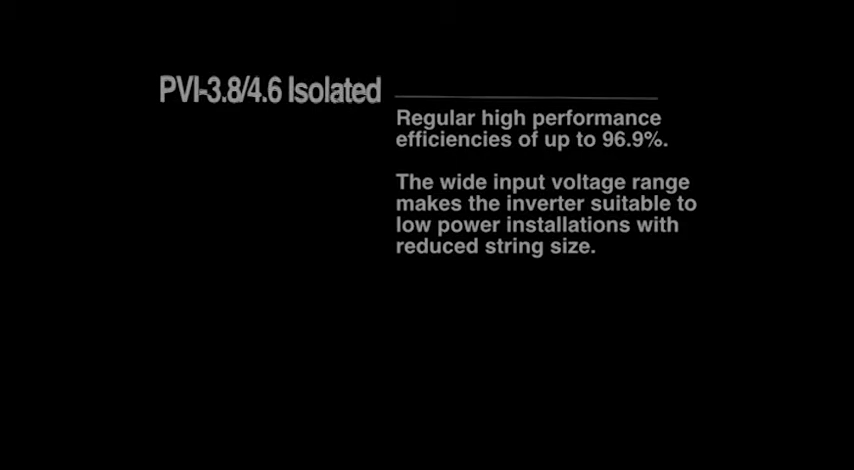 PVI-3.8/4.6 Isolated
Regular high performance
efficiencies of up to 96.9%.
The wide input voltage range
makes the inverter suitable to
low power installations with
reduced string size.